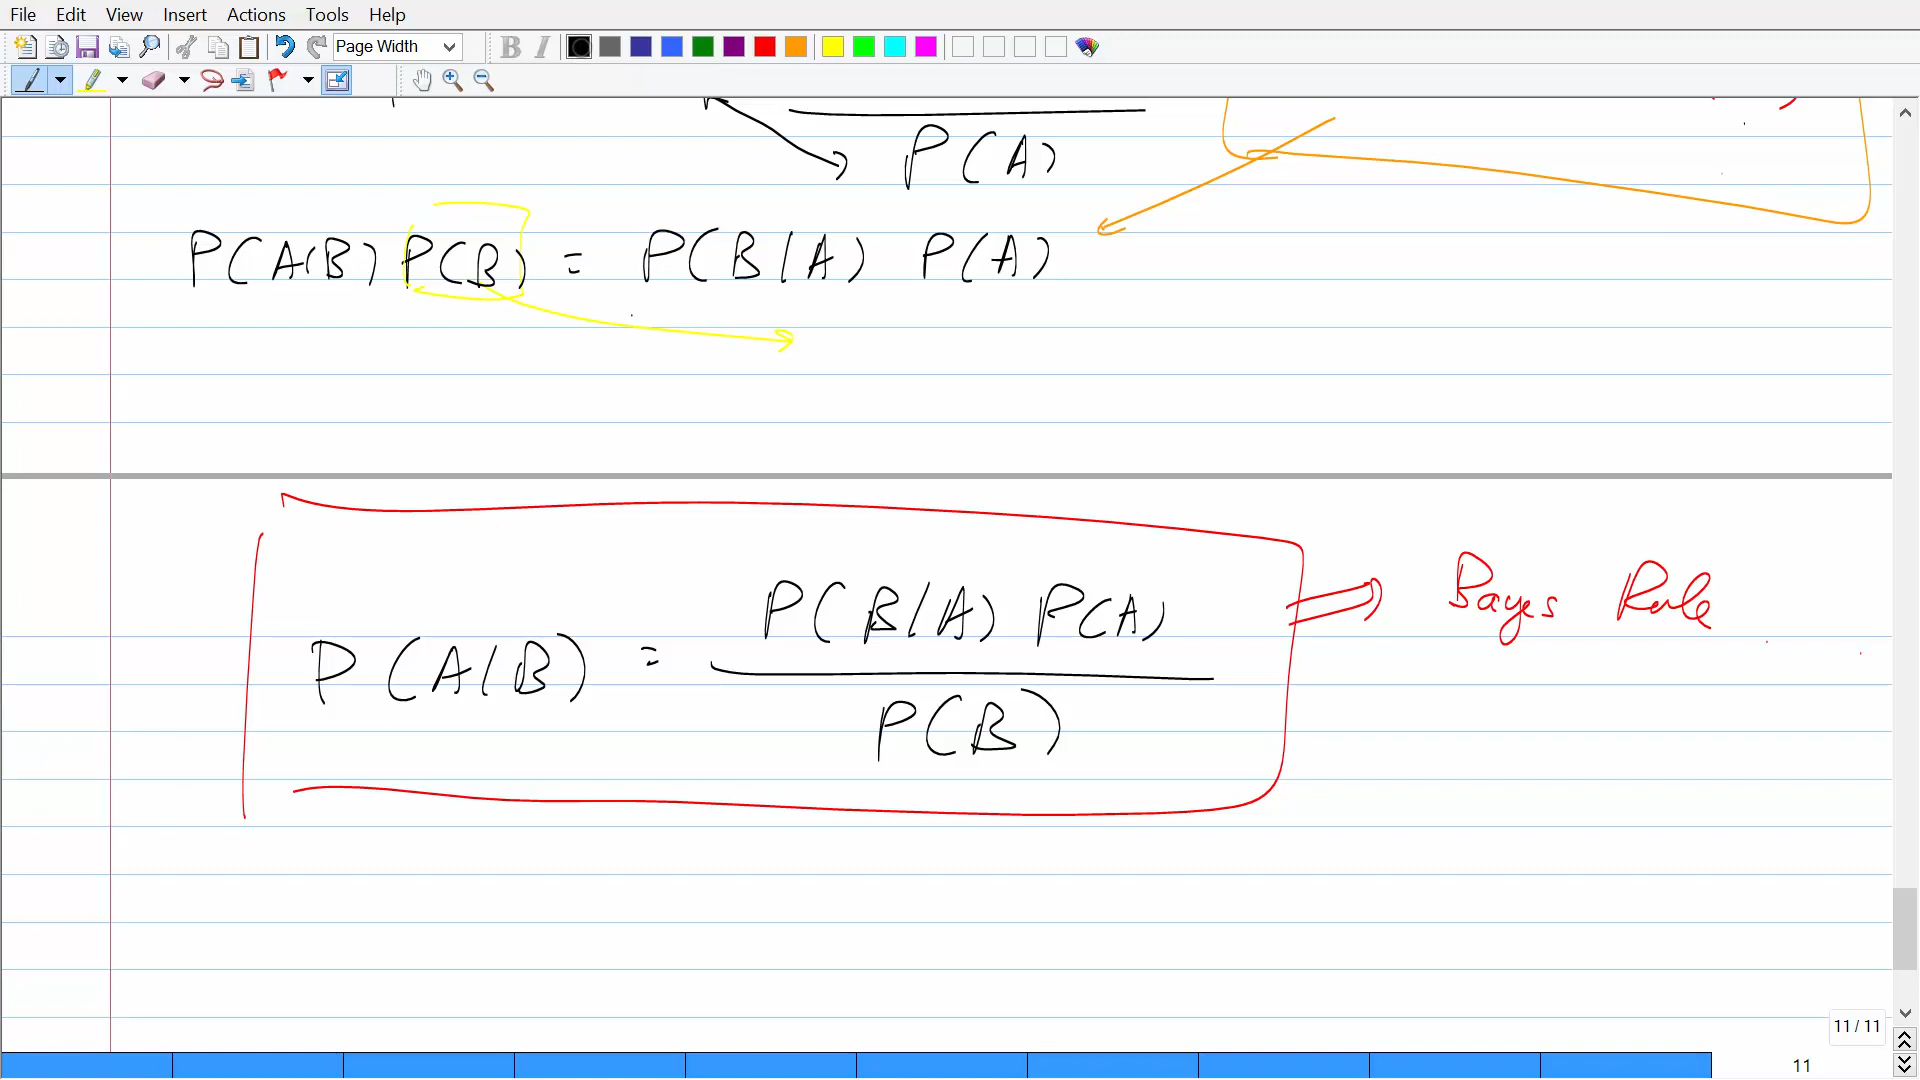 File Edit View Insert Actions Tools Help
Page Width
B I
P(A)
P(A|B) P(B) = P(B|A) P(A)
P(B|A) P(A)
P(A|B) =
P(B)
Bayes Rule
11 / 11
11